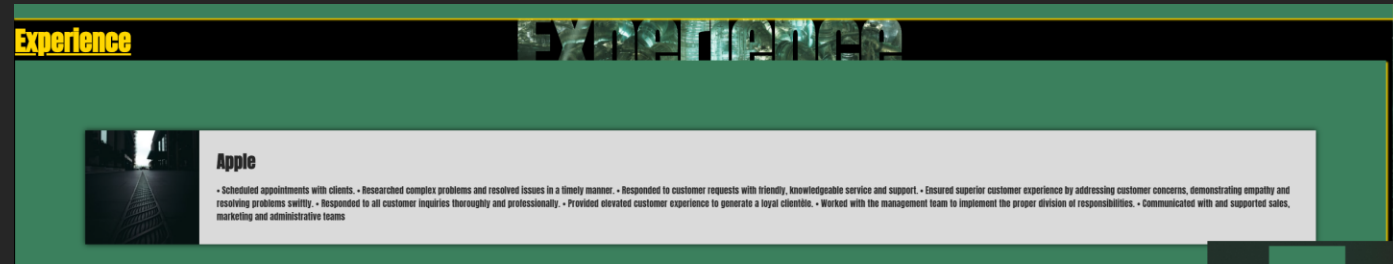 Experience
Experience
Apple
• Scheduled appointments with clients. • Researched complex problems and resolved issues in a timely manner. • Responded to customer requests with friendly, knowledgeable service and support. • Ensured superior customer experience by addressing customer concerns, demonstrating empathy and
resolving problems swiftly. • Responded to all customer inquiries thoroughly and professionally. • Provided elevated customer experience to generate a loyal clientèle. • Worked with the management team to implement the proper division of responsibilities. • Communicated with and supported sales,
marketing and administrative teams